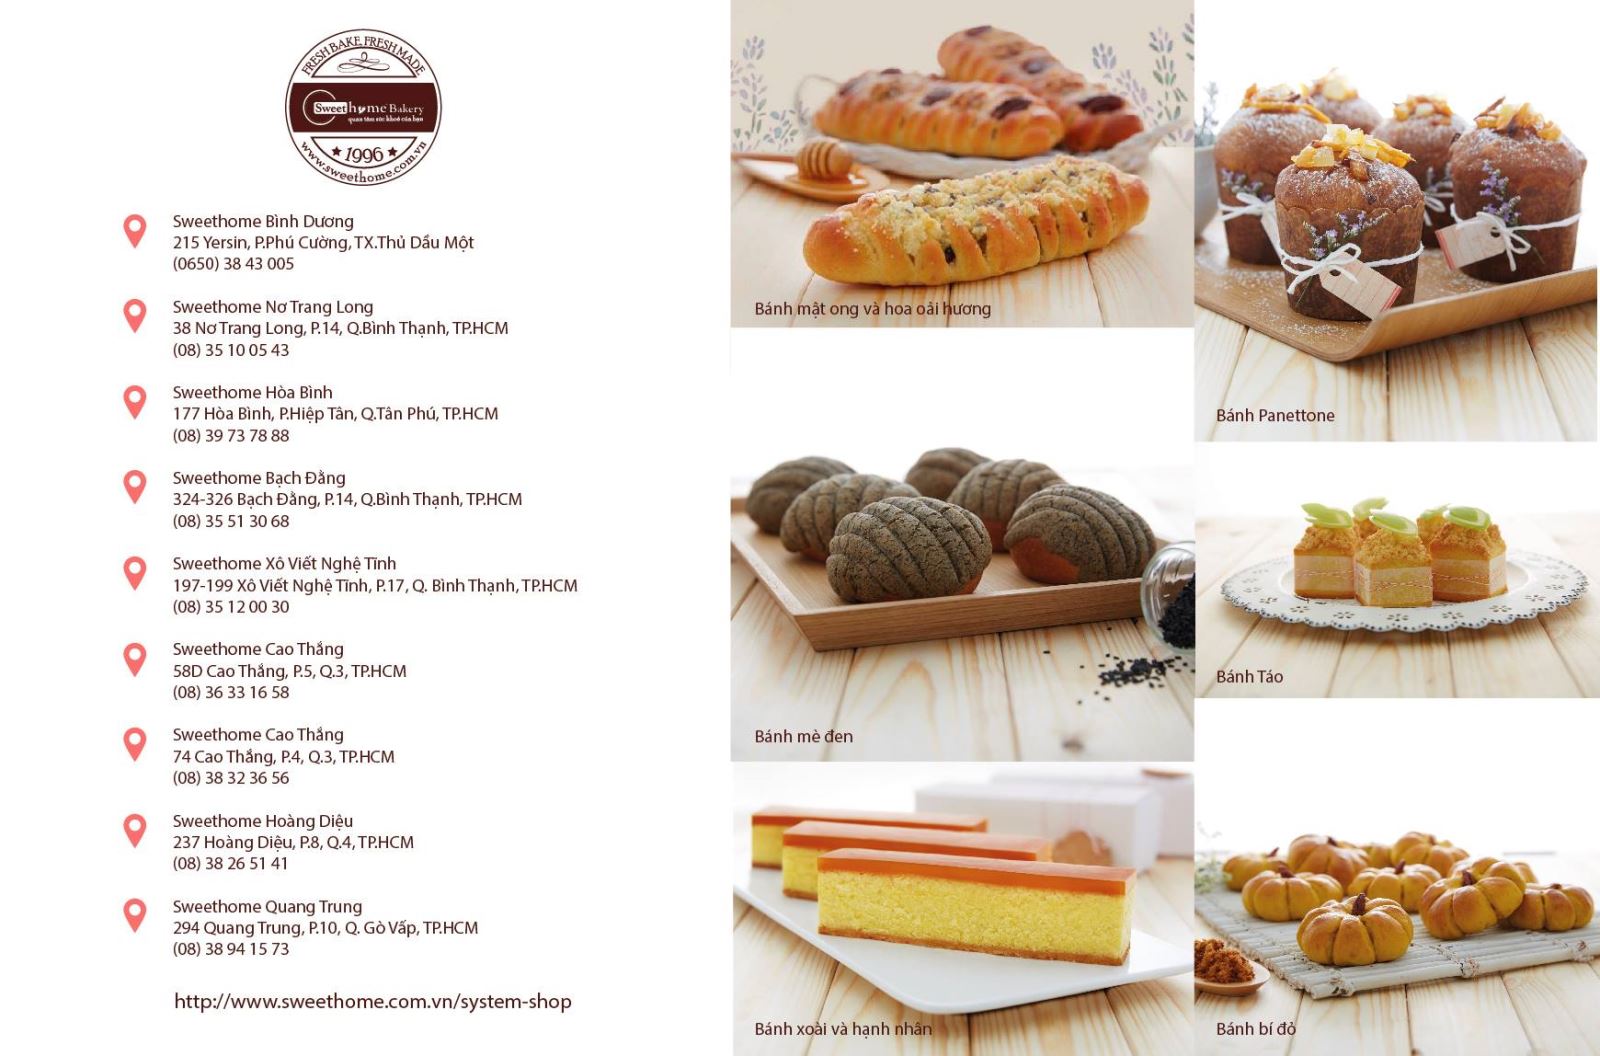 FRESH BAKE, FRESH MADE
Sweethome Bakery
quan tâm sức khoẻ của bạn
1996
www.sweethome.com.vn
Sweethome Bình Dương
215 Yersin, P.Phú Cường, TX.Thủ Dầu Một
(0650) 38 43 005
Sweethome Nơ Trang Long
38 Nơ Trang Long, P.14, Q.Bình Thạnh, TP.HCM
(08) 35 10 05 43
Sweethome Hòa Bình
177 Hòa Bình, P.Hiệp Tân, Q.Tân Phú, TP.HCM
(08) 39 73 78 88
Sweethome Bạch Đằng
324-326 Bạch Đằng, P.14, Q.Bình Thạnh, TP.HCM
(08) 35 51 30 68
Sweethome Xô Viết Nghệ Tĩnh
197-199 Xô Viết Nghệ Tĩnh, P.17, Q. Bình Thạnh, TP.HCM
(08) 35 12 00 30
Sweethome Cao Thắng
58D Cao Thắng, P.5, Q.3, TP.HCM
(08) 36 33 16 58
Sweethome Cao Thắng
74 Cao Thắng, P.4, Q.3, TP.HCM
(08) 38 32 36 56
Sweethome Hoàng Diệu
237 Hoàng Diệu, P.8, Q.4, TP.HCM
(08) 38 26 51 41
Sweethome Quang Trung
294 Quang Trung, P.10, Q. Gò Vấp, TP.HCM
(08) 38 94 15 73
http://www.sweethome.com.vn/system-shop
Bánh mật ong và hoa oải hương
Bánh Panettone
Bánh mè đen
Bánh Táo
Bánh xoài và hạnh nhân
Bánh bí đỏ